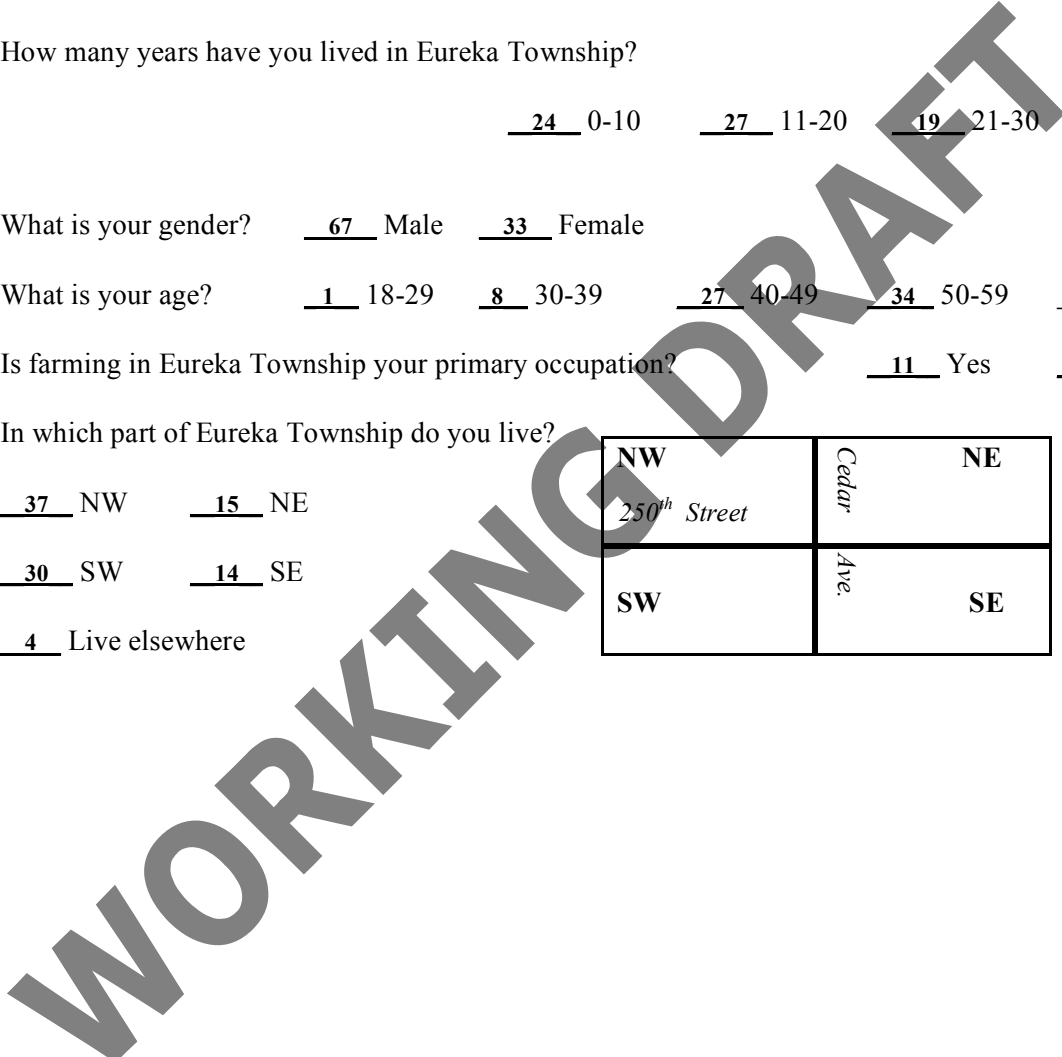 How many years have you lived in Eureka Township?
24 0-10 27 11-20 19 21-30
What is your gender? 67 Male 33 Female
What is your age? 1 18-29 8 30-39 27 40-49 34 50-59
Is farming in Eureka Township your primary occupation? 11 Yes
In which part of Eureka Township do you live?
NW Cedar NE
37 NW 15 NE
250th Street
30 SW 14 SE
Ave.
SW SE
4 Live elsewhere
WORKING DRAFT